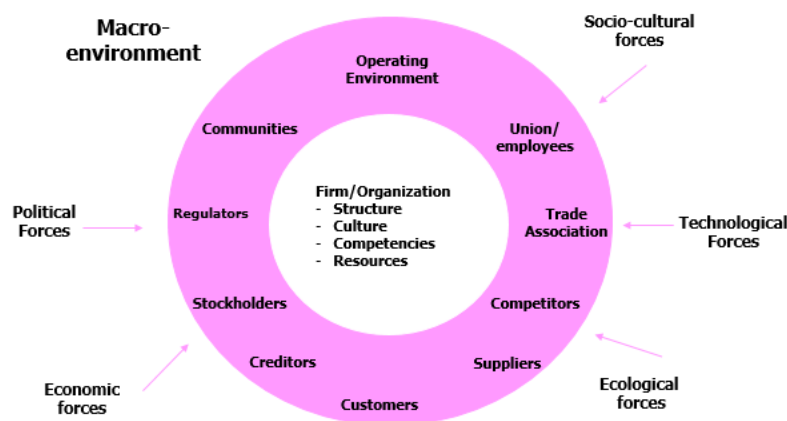 Macro-
environment
Socio-cultural
forces
Operating
Environment
Communities
Union/
employees
Firm/Organization
- Structure
- Culture
- Competencies
- Resources
Political
Forces
Regulators
Trade
Association
Technological
Forces
Stockholders
Competitors
Creditors
Suppliers
Customers
Economic
forces
Ecological
forces